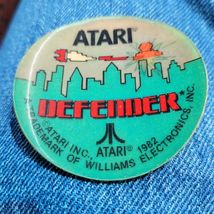 ATARI®
DEFENDER*
ATARI INC., ATARI® 1982
*A TRADEMARK OF WILLIAMS ELECTRONICS, INC.